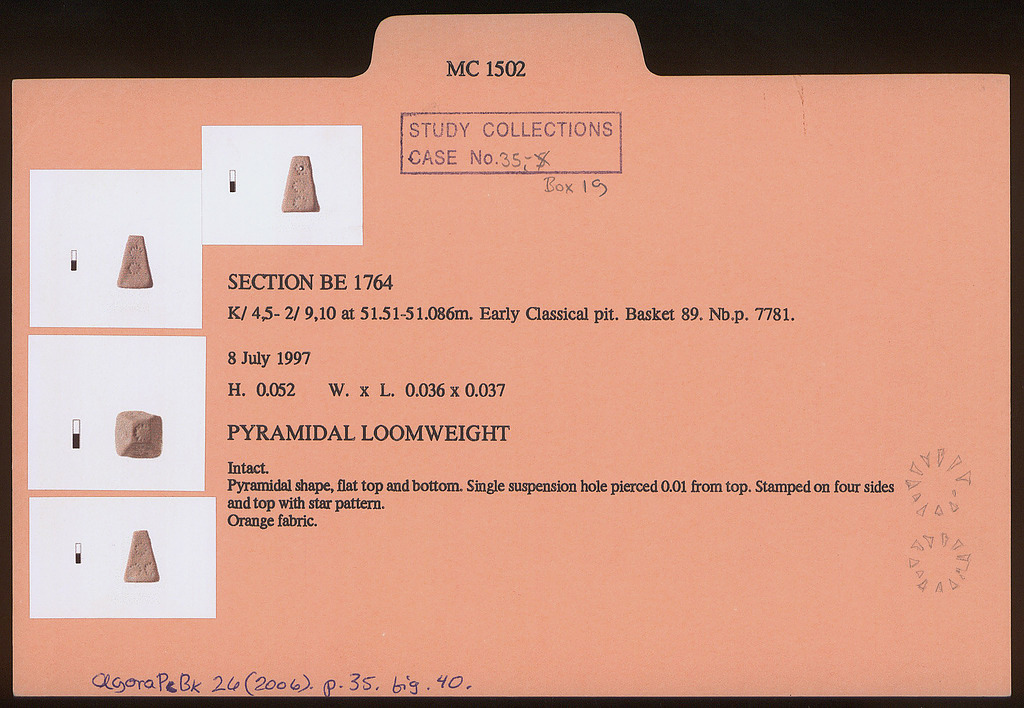 MC 1502
STUDY COLLECTIONS
CASE No. 35,
Box 19
SECTION BE 1764
K/ 4,5- 2/ 9,10 at 51.51-51.086m. Early Classical pit. Basket 89. Nb.p. 7781.
8 July 1997
H. 0.052 W. x L. 0.036 x 0.037
PYRAMIDAL LOOMWEIGHT
Intact.
Pyramidal shape, flat top and bottom. Single suspension hole pierced 0.01 from top. Stamped on four sides
and top with star pattern.
Orange fabric.
AgoraPcBk 26 (2006). p. 35. fig. 40.